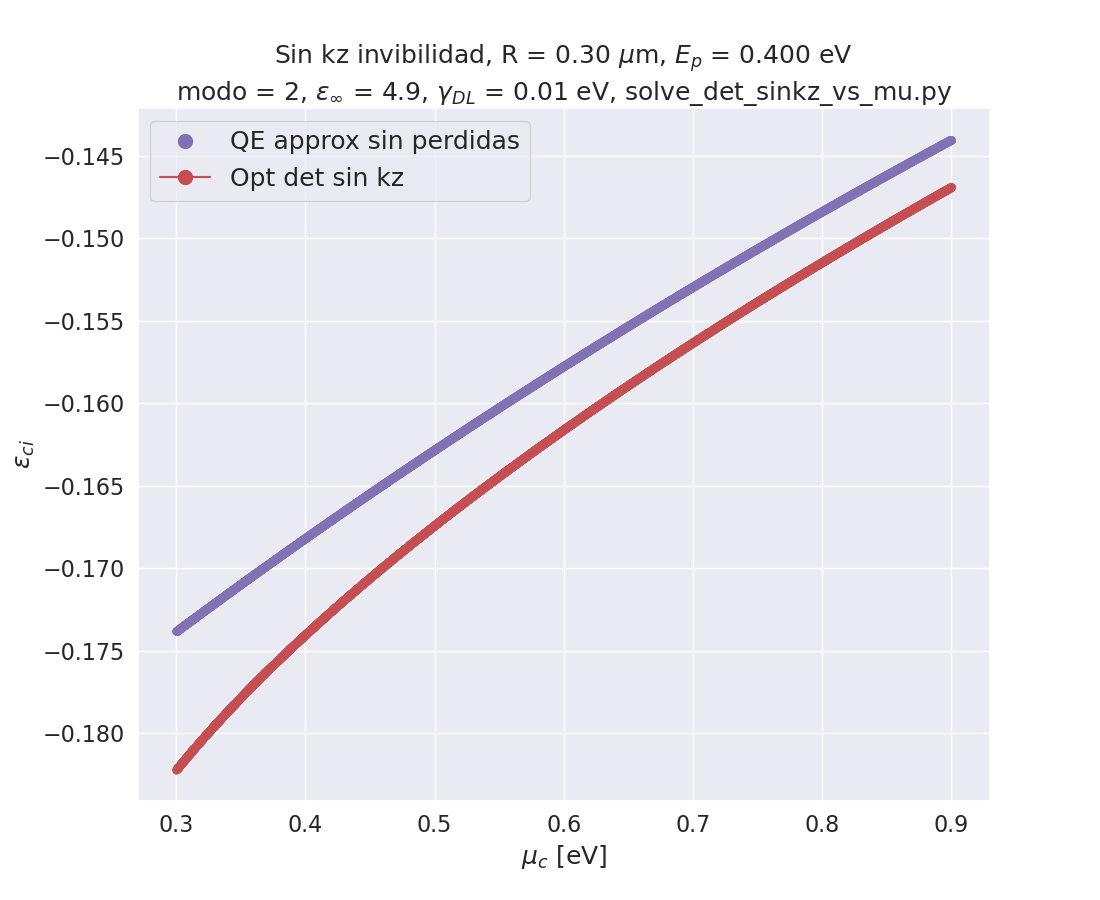 Sin kz invibilidad, R = 0.30 μm, E_p = 0.400 eV
modo = 2, ε_∞ = 4.9, γ_DL = 0.01 eV, solve_det_sinkz_vs_mu.py
QE approx sin perdidas
Opt det sin kz
−0.145
−0.150
−0.155
−0.160
−0.165
−0.170
−0.175
−0.180
ε_ci
0.3 0.4 0.5 0.6 0.7 0.8 0.9
μ_c [eV]